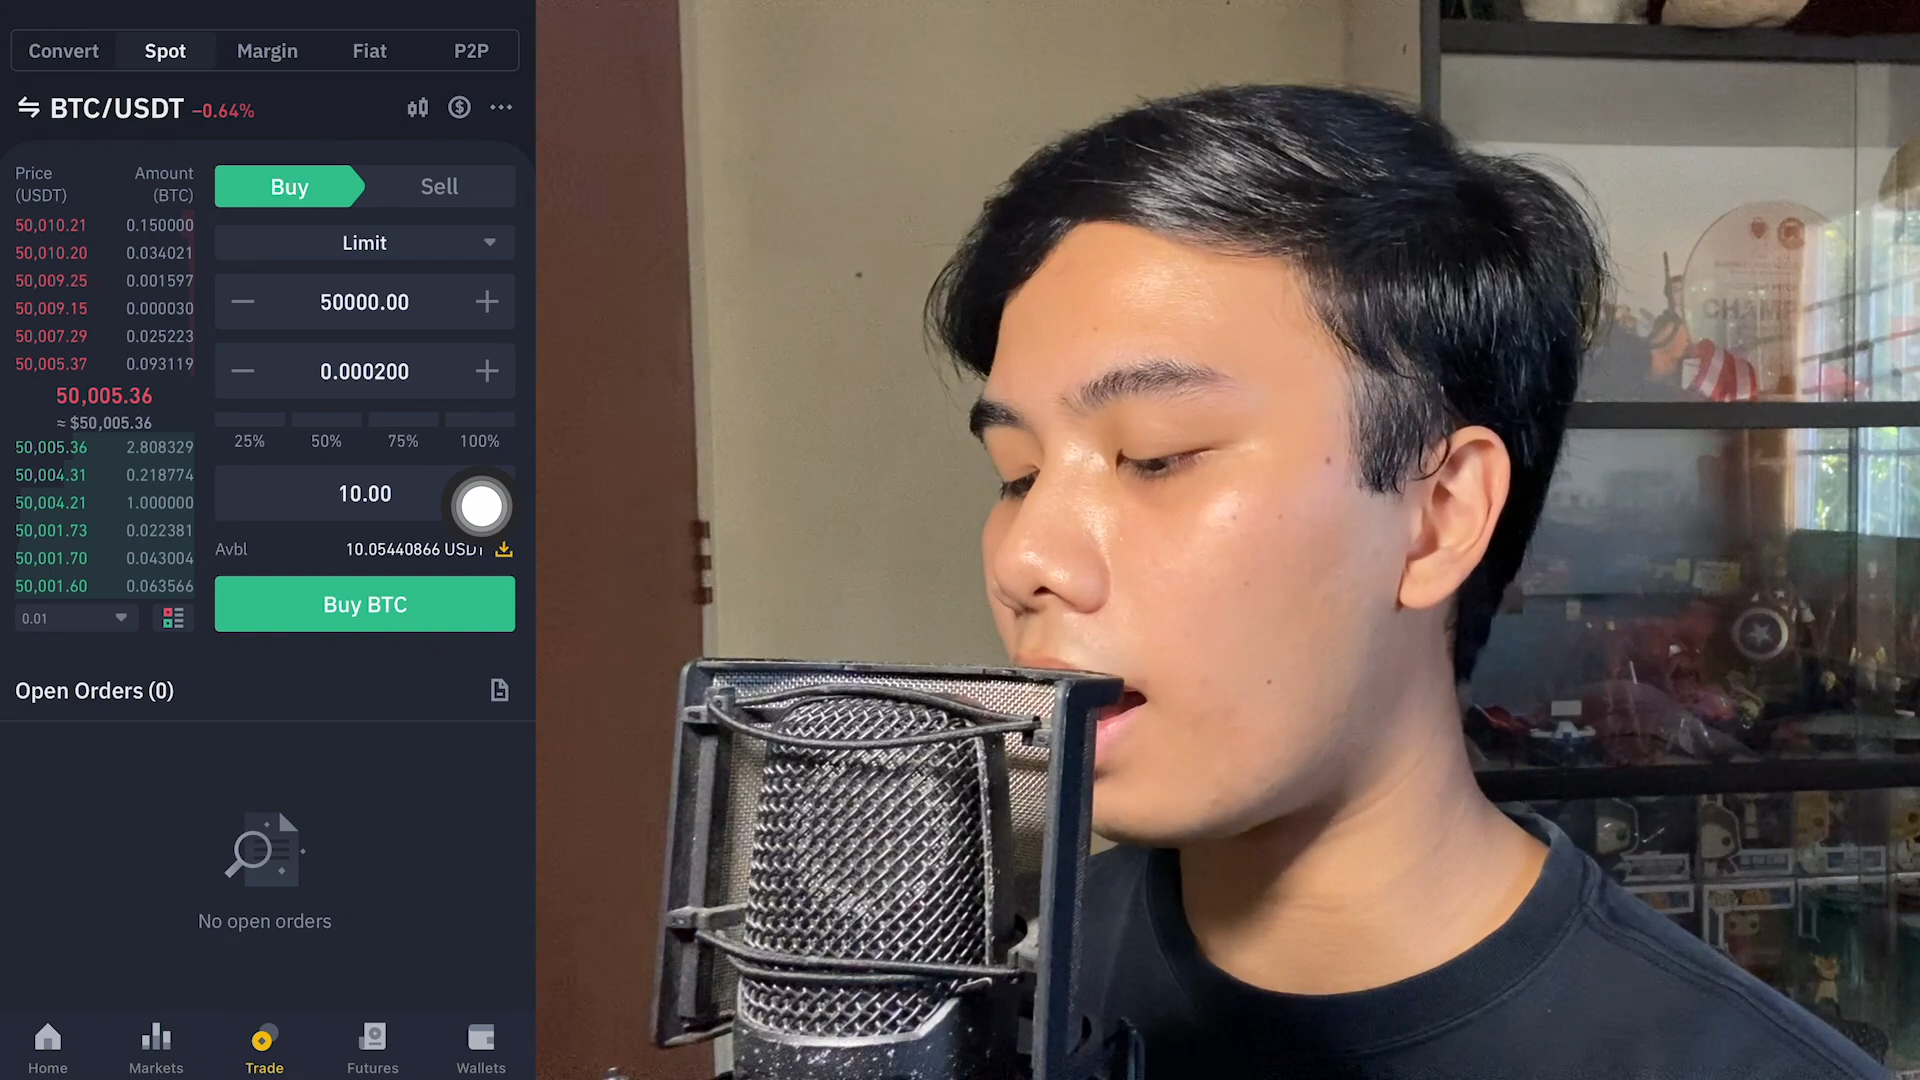 Convert Spot Margin Fiat P2P
BTC/USDT -0.64%
Price Amount
(USDT) (BTC)
50,010.21 0.150000
50,010.20 0.034021
50,009.25 0.001597
50,009.15 0.000030
50,007.29 0.025223
50,005.37 0.093119
50,005.36
≈ $50,005.36
50,005.36 2.808329
50,004.31 0.218774
50,004.21 1.000000
50,001.73 0.022381
50,001.70 0.043004
50,001.60 0.063566
0.01
Buy Sell
Limit
— 50000.00 +
— 0.000200 +
25% 50% 75% 100%
10.00
Avbl 10.05440866 USDT
Buy BTC
Open Orders (0)
No open orders
Home Markets Trade Futures Wallets